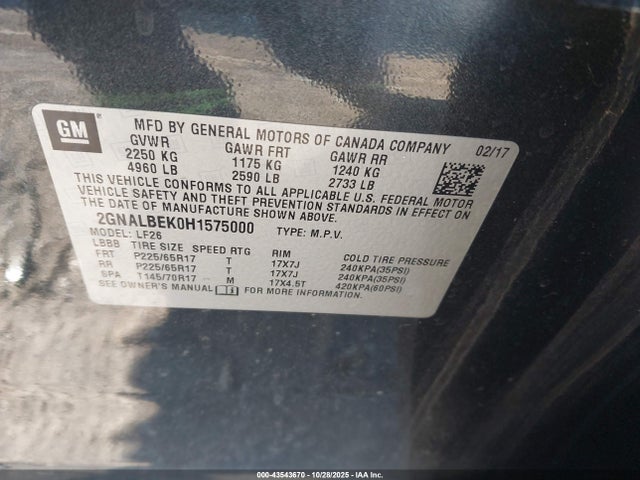 GM
MFD BY GENERAL MOTORS OF CANADA COMPANY 02/17
GVWR GAWR FRT GAWR RR
2250 KG 1175 KG 1240 KG
4960 LB 2590 LB 2733 LB
THIS VEHICLE CONFORMS TO ALL APPLICABLE U.S. FEDERAL MOTOR
VEHICLE SAFETY AND THEFT PREVENTION STANDARDS IN EFFECT ON
THE DATE OF MANUFACTURE SHOWN ABOVE.
2GNALBEK0H1575000 TYPE: M.P.V.
MODEL: LF26
LBBB TIRE SIZE SPEED RTG RIM COLD TIRE PRESSURE
FRT P225/65R17 T 17X7J 240KPA(35PSI)
RR P225/65R17 T 17X7J 240KPA(35PSI)
SPA T145/70R17 M 17X4.5T 420KPA(60PSI)
SEE OWNER'S MANUAL FOR MORE INFORMATION.
000-43543670 | 10/28/2025 - IAA Inc.